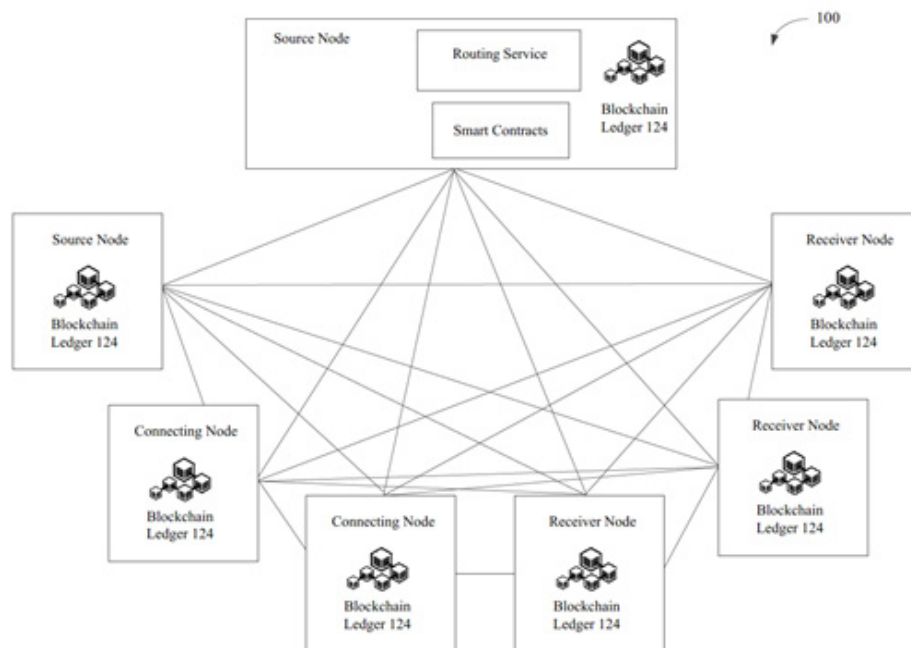 100
Source Node
Routing Service
Blockchain
Ledger 124
Smart Contracts
Source Node
Blockchain
Ledger 124
Receiver Node
Blockchain
Ledger 124
Connecting Node
Blockchain
Ledger 124
Receiver Node
Blockchain
Ledger 124
Connecting Node
Blockchain
Ledger 124
Receiver Node
Blockchain
Ledger 124